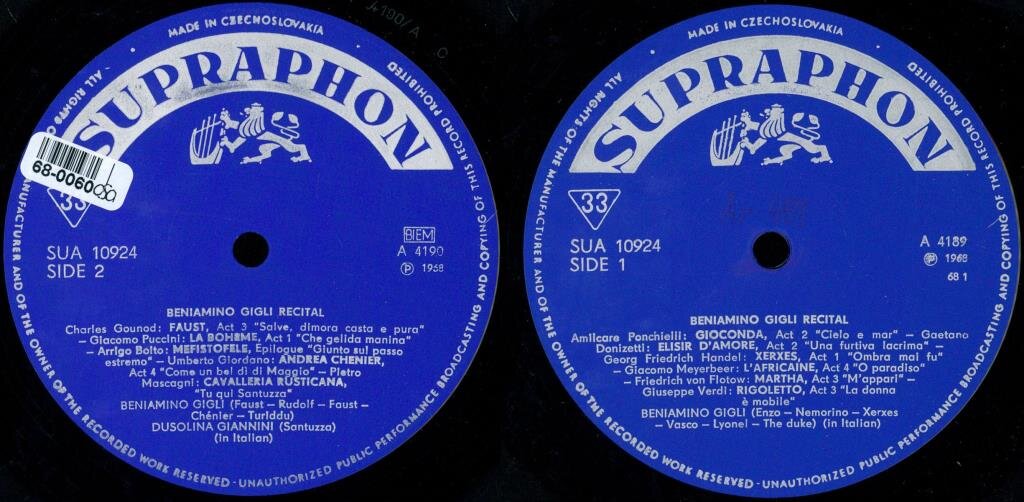 4190/A C
MADE IN CZECHOSLOVAKIA
SUPRAPHON
ALL RIGHTS OF THE MANUFACTURER AND OF THE OWNER OF THE RECORDED WORK RESERVED - UNAUTHORIZED PUBLIC PERFORMANCE BROADCASTING AND COPYING OF THIS RECORD PROHIBITED
68-0060 OSA
33
SUA 10924
SIDE 2
BIEM
A 4190
℗ 1968
BENIAMINO GIGLI RECITAL
Charles Gounod: FAUST, Act 3 "Salve, dimora casta e pura"
– Giacomo Puccini: LA BOHEME, Act 1 "Che gelida manina"
– Arrigo Boito: MEFISTOFELE, Epilogue "Giunto sul passo
estremo" – Umberto Giordano: ANDREA CHENIER,
Act 4 "Come un bel dì di Maggio" – Pietro
Mascagni: CAVALLERIA RUSTICANA,
"Tu qui Santuzza"
BENIAMINO GIGLI (Faust – Rudolf – Faust –
Chénier – Turiddu)
DUSOLINA GIANNINI (Santuzza)
(in Italian)
MADE IN CZECHOSLOVAKIA
SUPRAPHON
ALL RIGHTS OF THE MANUFACTURER AND OF THE OWNER OF THE RECORDED WORK RESERVED - UNAUTHORIZED PUBLIC PERFORMANCE BROADCASTING AND COPYING OF THIS RECORD PROHIBITED
33
SUA 10924
SIDE 1
A 4189
℗ 1968
68 1
BENIAMINO GIGLI RECITAL
Amilcare Ponchielli: GIOCONDA, Act 2 "Cielo e mar" – Gaetano
Donizetti: ELISIR D'AMORE, Act 2 "Una furtiva lacrima" –
Georg Friedrich Handel: XERXES, Act 1 "Ombra mai fu"
– Giacomo Meyerbeer: L'AFRICAINE, Act 4 "O paradiso"
– Friedrich von Flotow: MARTHA, Act 3 "M'apparì" –
Giuseppe Verdi: RIGOLETTO, Act 3 "La donna
è mobile"
BENIAMINO GIGLI (Enzo – Nemorino – Xerxes
– Vasco – Lyonel – The duke) (in Italian)